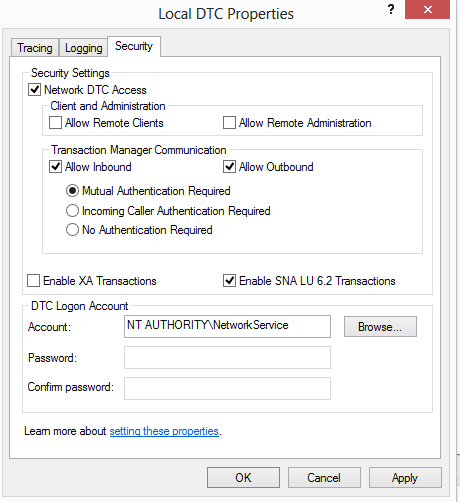 Local DTC Properties
?
x
Tracing
Logging
Security
Security Settings
Network DTC Access
Client and Administration
Allow Remote Clients
Allow Remote Administration
Transaction Manager Communication
Allow Inbound
Allow Outbound
Mutual Authentication Required
Incoming Caller Authentication Required
No Authentication Required
Enable XA Transactions
Enable SNA LU 6.2 Transactions
DTC Logon Account
Account:
NT AUTHORITY\NetworkService
Browse...
Password:
Confirm password:
Learn more about setting these properties.
OK
Cancel
Apply